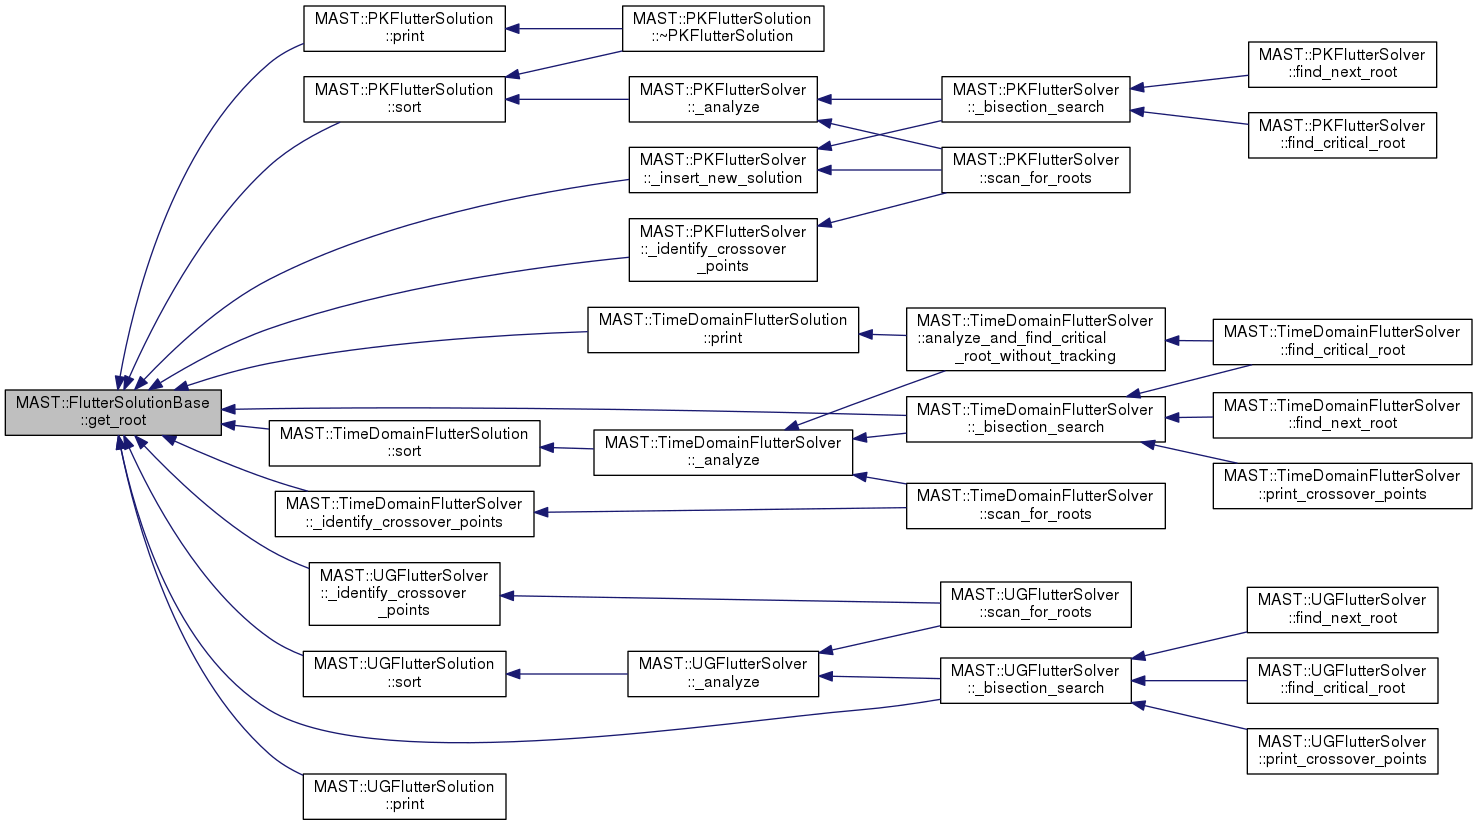 MAST::PKFlutterSolution
::print
MAST::PKFlutterSolution
::~PKFlutterSolution
MAST::PKFlutterSolution
::sort
MAST::PKFlutterSolver
::_analyze
MAST::PKFlutterSolver
::_bisection_search
MAST::PKFlutterSolver
::find_next_root
MAST::PKFlutterSolver
::find_critical_root
MAST::PKFlutterSolver
::_insert_new_solution
MAST::PKFlutterSolver
::scan_for_roots
MAST::PKFlutterSolver
::_identify_crossover
_points
MAST::TimeDomainFlutterSolution
::print
MAST::TimeDomainFlutterSolver
::analyze_and_find_critical
_root_without_tracking
MAST::TimeDomainFlutterSolver
::find_critical_root
MAST::FlutterSolutionBase
::get_root
MAST::TimeDomainFlutterSolver
::_bisection_search
MAST::TimeDomainFlutterSolver
::find_next_root
MAST::TimeDomainFlutterSolution
::sort
MAST::TimeDomainFlutterSolver
::_analyze
MAST::TimeDomainFlutterSolver
::print_crossover_points
MAST::TimeDomainFlutterSolver
::_identify_crossover_points
MAST::TimeDomainFlutterSolver
::scan_for_roots
MAST::UGFlutterSolver
::_identify_crossover
_points
MAST::UGFlutterSolver
::scan_for_roots
MAST::UGFlutterSolver
::find_next_root
MAST::UGFlutterSolution
::sort
MAST::UGFlutterSolver
::_analyze
MAST::UGFlutterSolver
::_bisection_search
MAST::UGFlutterSolver
::find_critical_root
MAST::UGFlutterSolver
::print_crossover_points
MAST::UGFlutterSolution
::print